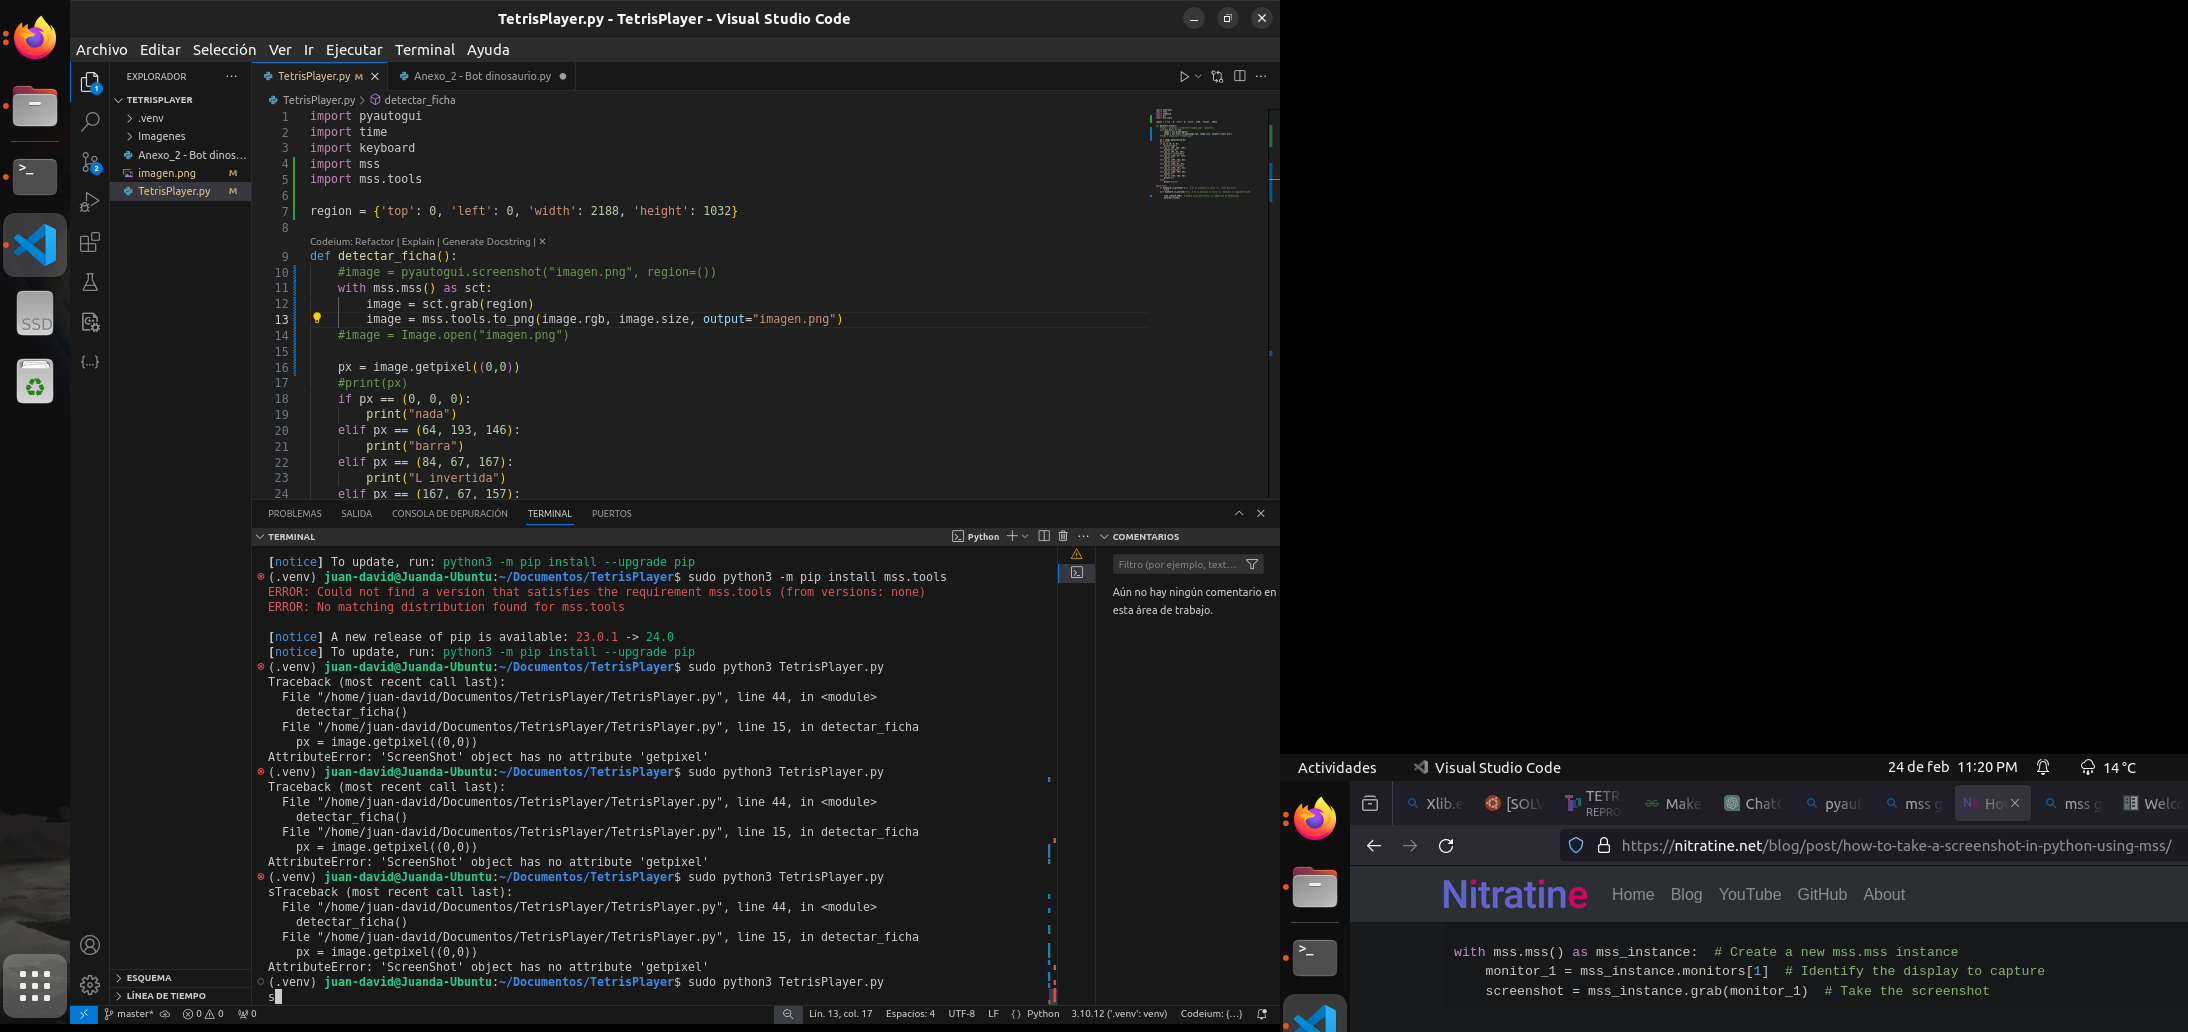 TetrisPlayer.py - TetrisPlayer - Visual Studio Code
Archivo Editar Selección Ver Ir Ejecutar Terminal Ayuda
EXPLORADOR
TETRISPLAYER
.venv
Imagenes
Anexo_2 - Bot dinos...
imagen.png M
TetrisPlayer.py M
ESQUEMA
LÍNEA DE TIEMPO
1
2
SSD
TetrisPlayer.py M
Anexo_2 - Bot dinosaurio.py
TetrisPlayer.py > detectar_ficha
1 import pyautogui
2 import time
3 import keyboard
4 import mss
5 import mss.tools
6
7 region = {'top': 0, 'left': 0, 'width': 2188, 'height': 1032}
8
Codeium: Refactor | Explain | Generate Docstring | ✕
9 def detectar_ficha():
10 #image = pyautogui.screenshot("imagen.png", region=())
11 with mss.mss() as sct:
12 image = sct.grab(region)
13 image = mss.tools.to_png(image.rgb, image.size, output="imagen.png")
14 #image = Image.open("imagen.png")
15
16 px = image.getpixel((0,0))
17 #print(px)
18 if px == (0, 0, 0):
19 print("nada")
20 elif px == (64, 193, 146):
21 print("barra")
22 elif px == (84, 67, 167):
23 print("L invertida")
24 elif px == (167, 67, 157):
PROBLEMAS SALIDA CONSOLA DE DEPURACIÓN TERMINAL PUERTOS
TERMINAL
Python
COMENTARIOS
Filtro (por ejemplo, text...
Aún no hay ningún comentario en
esta área de trabajo.
[notice] To update, run: python3 -m pip install --upgrade pip
(.venv) juan-david@Juanda-Ubuntu:~/Documentos/TetrisPlayer$ sudo python3 -m pip install mss.tools
ERROR: Could not find a version that satisfies the requirement mss.tools (from versions: none)
ERROR: No matching distribution found for mss.tools
[notice] A new release of pip is available: 23.0.1 -> 24.0
[notice] To update, run: python3 -m pip install --upgrade pip
(.venv) juan-david@Juanda-Ubuntu:~/Documentos/TetrisPlayer$ sudo python3 TetrisPlayer.py
Traceback (most recent call last):
File "/home/juan-david/Documentos/TetrisPlayer/TetrisPlayer.py", line 44, in <module>
detectar_ficha()
File "/home/juan-david/Documentos/TetrisPlayer/TetrisPlayer.py", line 15, in detectar_ficha
px = image.getpixel((0,0))
AttributeError: 'ScreenShot' object has no attribute 'getpixel'
(.venv) juan-david@Juanda-Ubuntu:~/Documentos/TetrisPlayer$ sudo python3 TetrisPlayer.py
Traceback (most recent call last):
File "/home/juan-david/Documentos/TetrisPlayer/TetrisPlayer.py", line 44, in <module>
detectar_ficha()
File "/home/juan-david/Documentos/TetrisPlayer/TetrisPlayer.py", line 15, in detectar_ficha
px = image.getpixel((0,0))
AttributeError: 'ScreenShot' object has no attribute 'getpixel'
(.venv) juan-david@Juanda-Ubuntu:~/Documentos/TetrisPlayer$ sudo python3 TetrisPlayer.py
sTraceback (most recent call last):
File "/home/juan-david/Documentos/TetrisPlayer/TetrisPlayer.py", line 44, in <module>
detectar_ficha()
File "/home/juan-david/Documentos/TetrisPlayer/TetrisPlayer.py", line 15, in detectar_ficha
px = image.getpixel((0,0))
AttributeError: 'ScreenShot' object has no attribute 'getpixel'
(.venv) juan-david@Juanda-Ubuntu:~/Documentos/TetrisPlayer$ sudo python3 TetrisPlayer.py
s
master* 0 0 0 Lín. 13, col. 17 Espacios: 4 UTF-8 LF Python 3.10.12 ('.venv': venv) Codeium: {...}
Actividades Visual Studio Code 24 de feb 11:20 PM 14 °C
Xlib.e [SOLV TETR Make Chat pyaut mss g How mss g Welc
REPRO
https://nitratine.net/blog/post/how-to-take-a-screenshot-in-python-using-mss/
Nitratine Home Blog YouTube GitHub About
with mss.mss() as mss_instance: # Create a new mss.mss instance
monitor_1 = mss_instance.monitors[1] # Identify the display to capture
screenshot = mss_instance.grab(monitor_1) # Take the screenshot